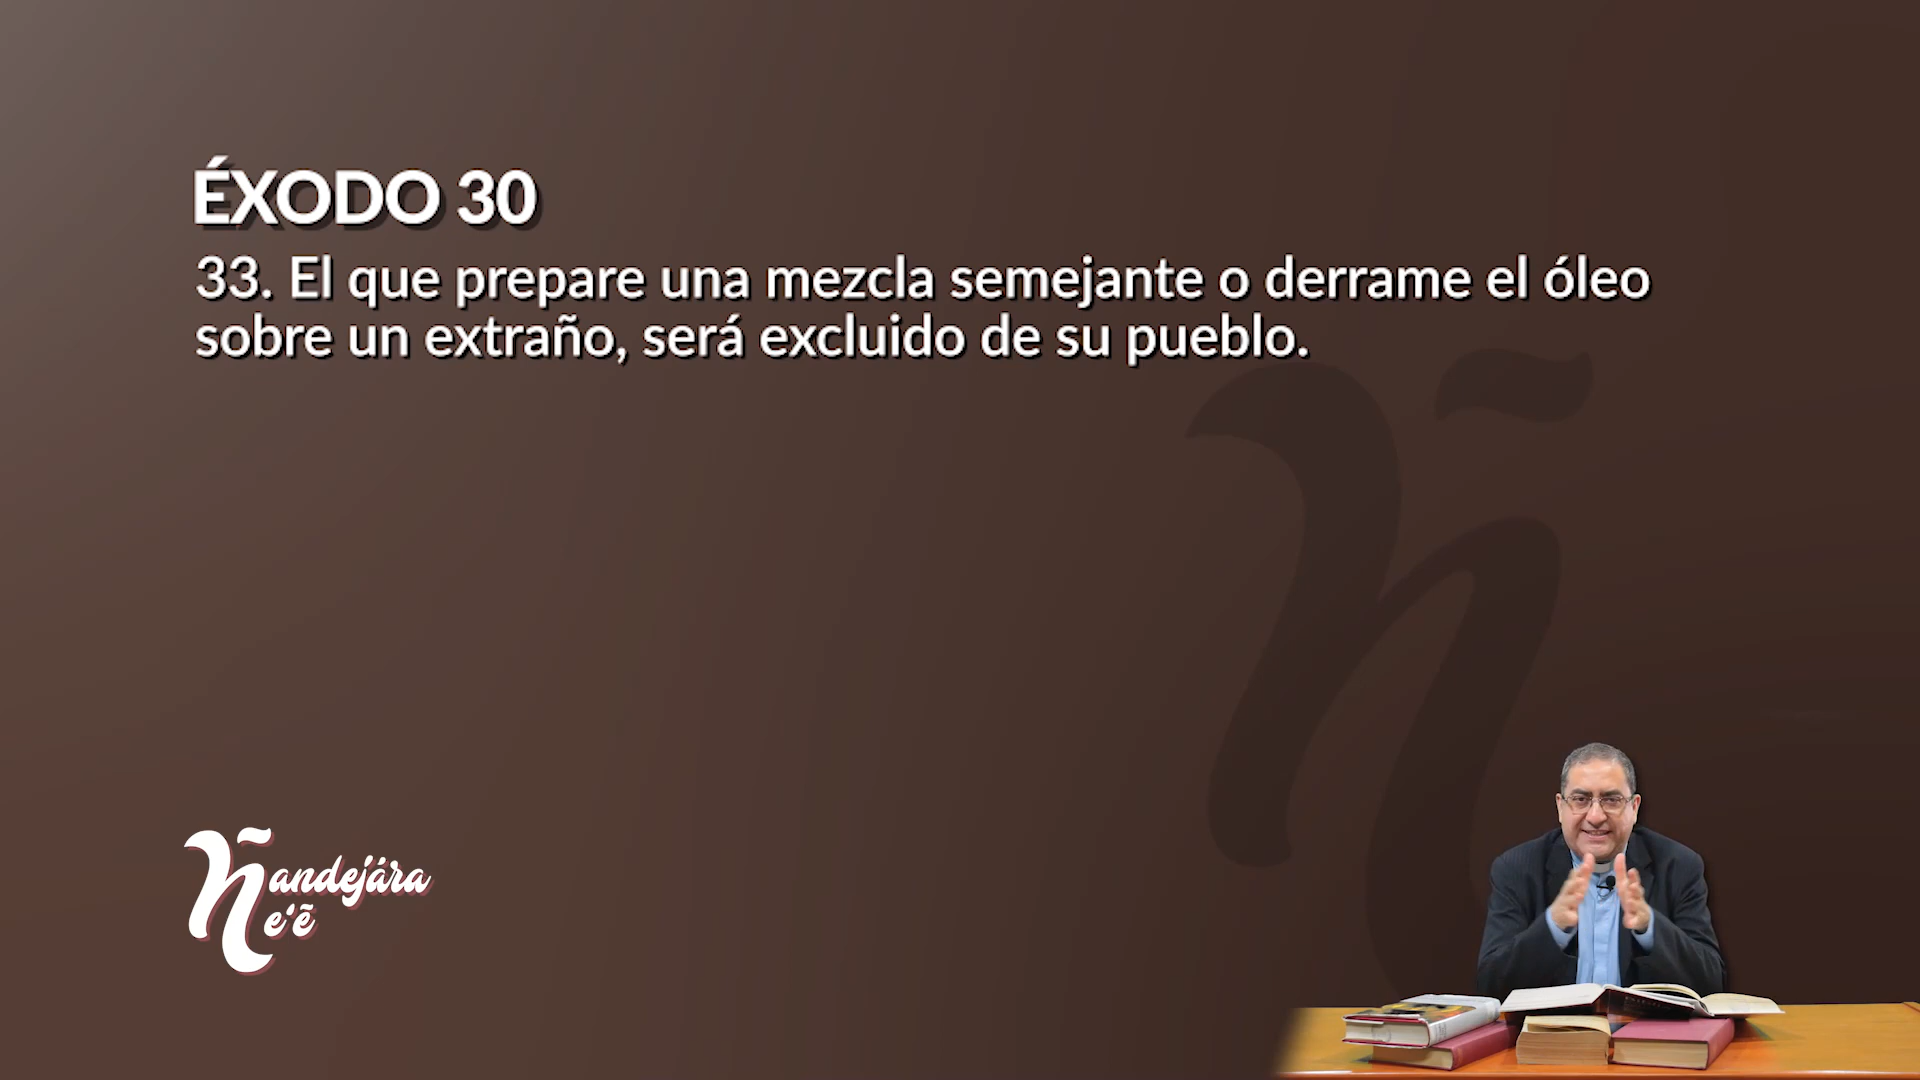 ÉXODO 30
33. El que prepare una mezcla semejante o derrame el óleo
sobre un extraño, será excluido de su pueblo.
Ñandejára
Ñe'ẽ